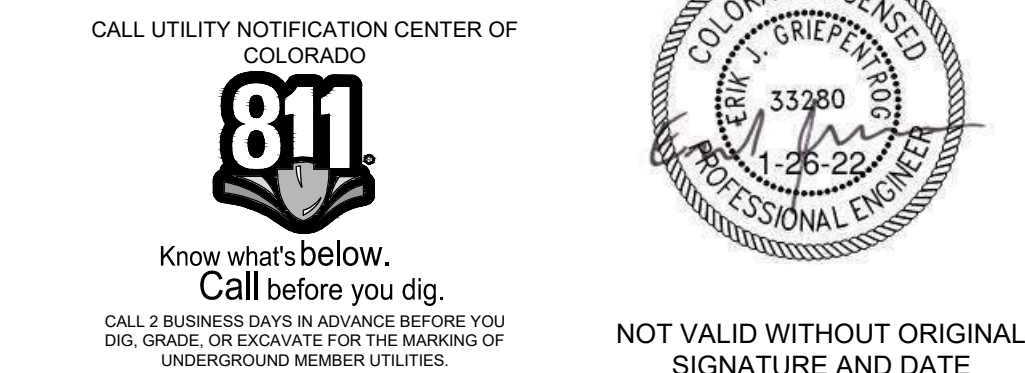 CALL UTILITY NOTIFICATION CENTER OF
COLORADO
811
®
Know what's below.
Call before you dig.
CALL 2 BUSINESS DAYS IN ADVANCE BEFORE YOU
DIG, GRADE, OR EXCAVATE FOR THE MARKING OF
UNDERGROUND MEMBER UTILITIES.
COLORADO LICENSED
ERIK J. GRIEPENTROG
33280
1-26-22
PROFESSIONAL ENGINEER
NOT VALID WITHOUT ORIGINAL
SIGNATURE AND DATE